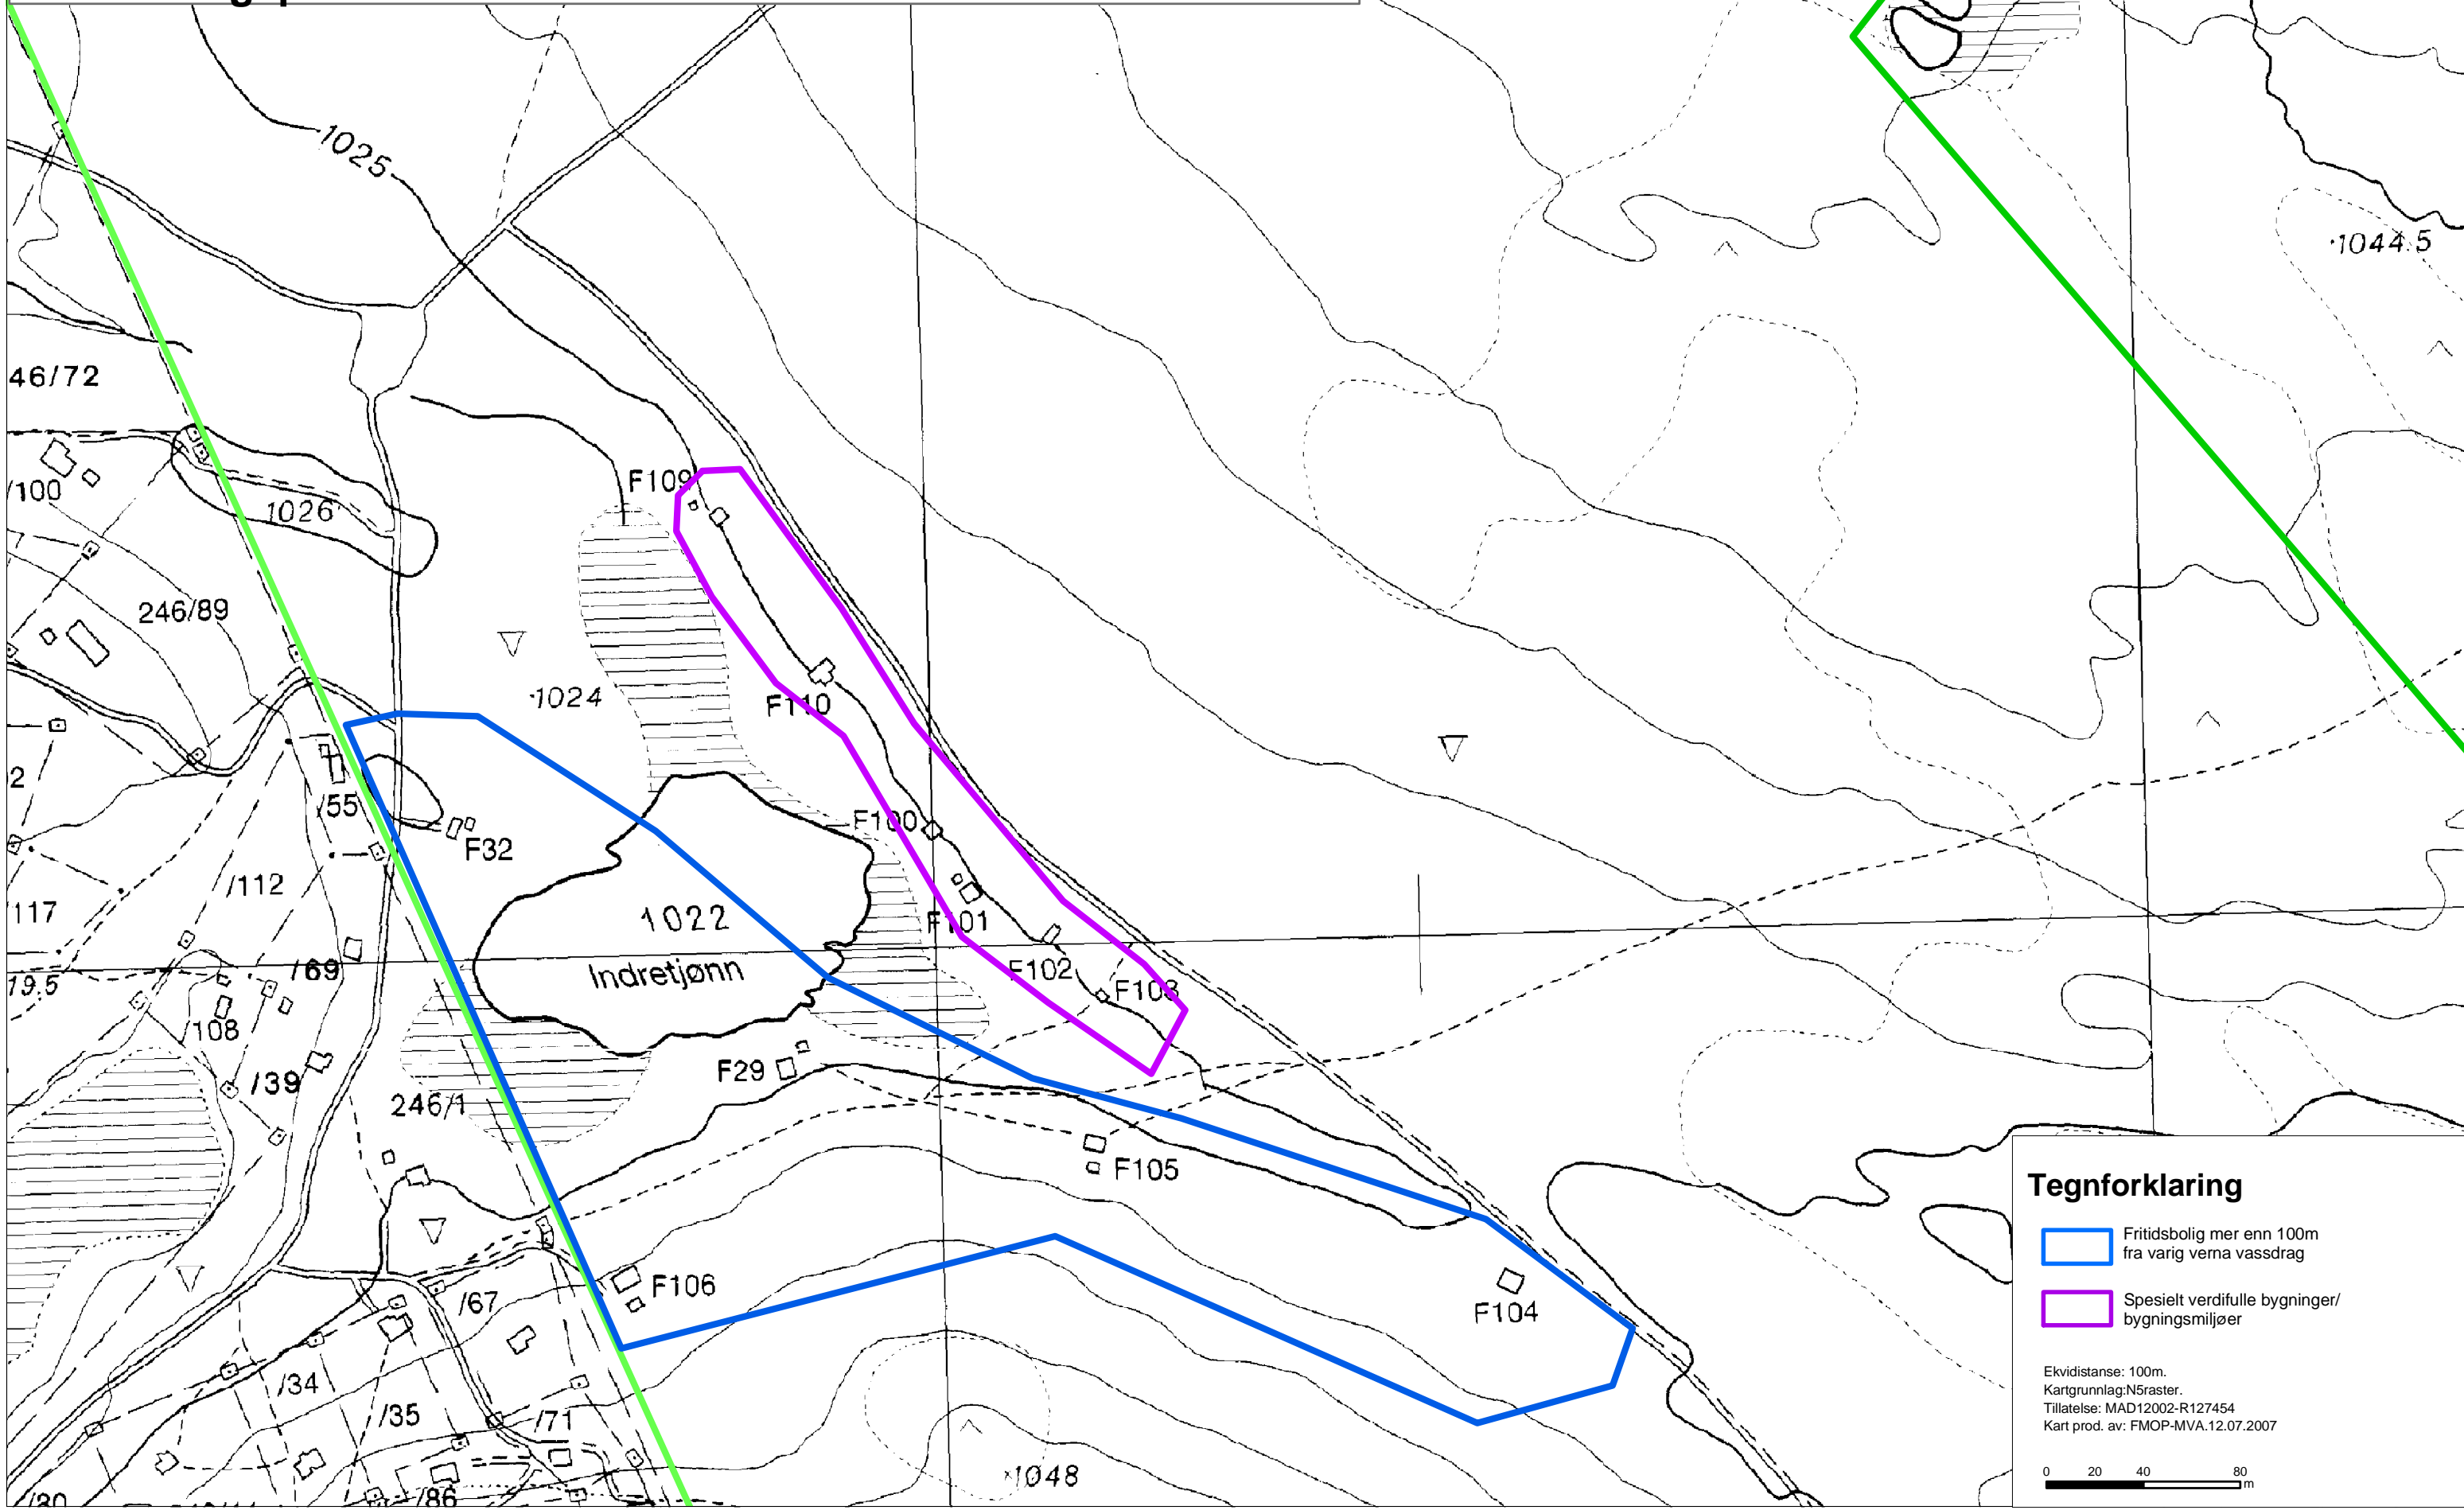 1025
1044.5
46/72
F109
/100
1026
246/89
1024
F110
2
/55
F100
F32
/112
1022
F101
117
/69
Indretjønn
F102
F103
19.5
/108
F29
/39
246/1
F105
F106
/67
F104
/34
/35
/71
1048
/86
Tegnforklaring
Fritidsbolig mer enn 100m
fra varig verna vassdrag
Spesielt verdifulle bygninger/
bygningsmiljøer
Ekvidistanse: 100m.
Kartgrunnlag:N5raster.
Tillatelse: MAD12002-R127454
Kart prod. av: FMOP-MVA.12.07.2007
0 20 40 80
m